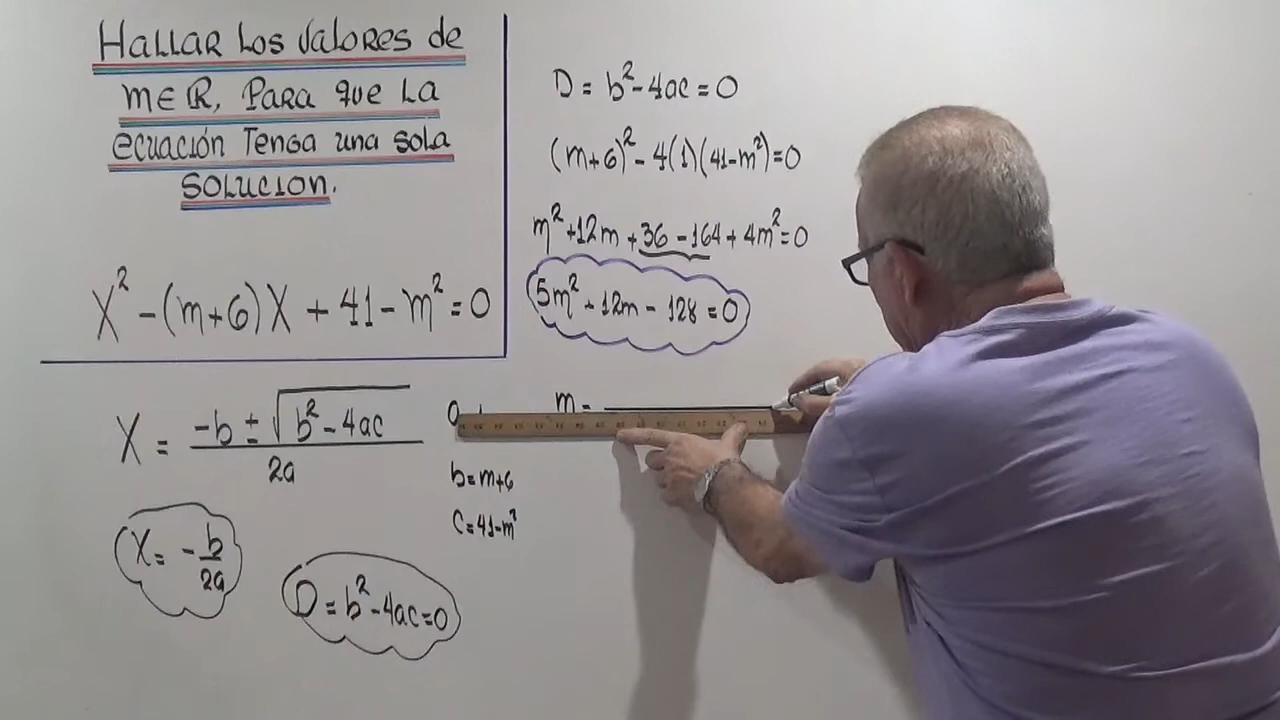 HALLAR LOS VALORES de
m∈ℝ, PARA que LA
ecuación Tenga una sola
SOLUCION.
X² - (m+6)X + 41 - m² = 0
X = (-b ± √(b² - 4ac)) / 2a
X = - b/2a
D = b² - 4ac = 0
D = b² - 4ac = 0
(m+6)² - 4(1)(41-m²) = 0
m² + 12m + 36 - 164 + 4m² = 0
5m² + 12m - 128 = 0
b = m+6
C = 41-m²
m =